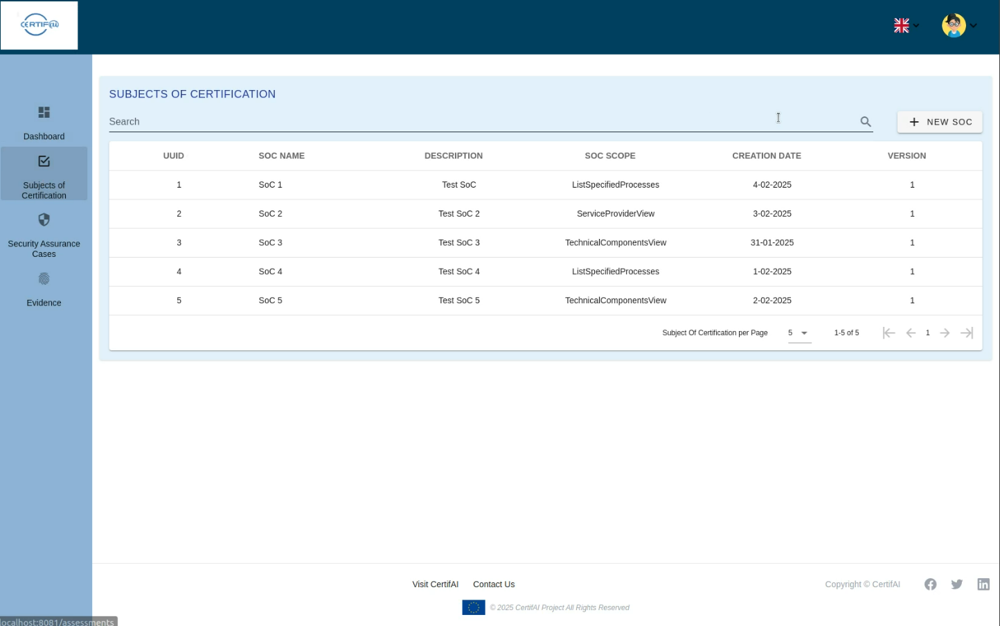 CERTIF@U
Dashboard
Subjects of
Certification
Security Assurance
Cases
Evidence
SUBJECTS OF CERTIFICATION
Search
NEW SOC
UUID SOC NAME DESCRIPTION SOC SCOPE CREATION DATE VERSION
1 SoC 1 Test SoC ListSpecifiedProcesses 4-02-2025 1
2 SoC 2 Test SoC 2 ServiceProviderView 3-02-2025 1
3 SoC 3 Test SoC 3 TechnicalComponentsView 31-01-2025 1
4 SoC 4 Test SoC 4 ListSpecifiedProcesses 1-02-2025 1
5 SoC 5 Test SoC 5 TechnicalComponentsView 2-02-2025 1
Subject Of Certification per Page 5 1-5 of 5 1
Visit CertifAI Contact Us Copyright © CertifAI
© 2025 CertifAI Project All Rights Reserved
localhost:8081/assessments